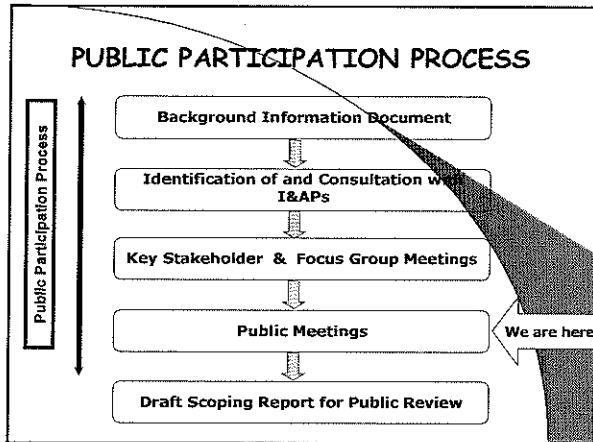 PUBLIC PARTICIPATION PROCESS
Public Participation Process
Background Information Document
Identification of and Consultation with
I&APs
Key Stakeholder & Focus Group Meetings
Public Meetings
We are here
Draft Scoping Report for Public Review